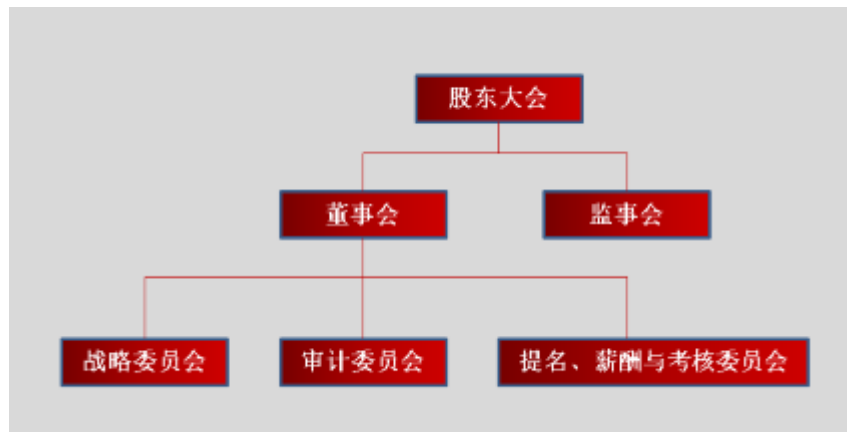 股东大会
董事会
监事会
战略委员会
审计委员会
提名、薪酬与考核委员会